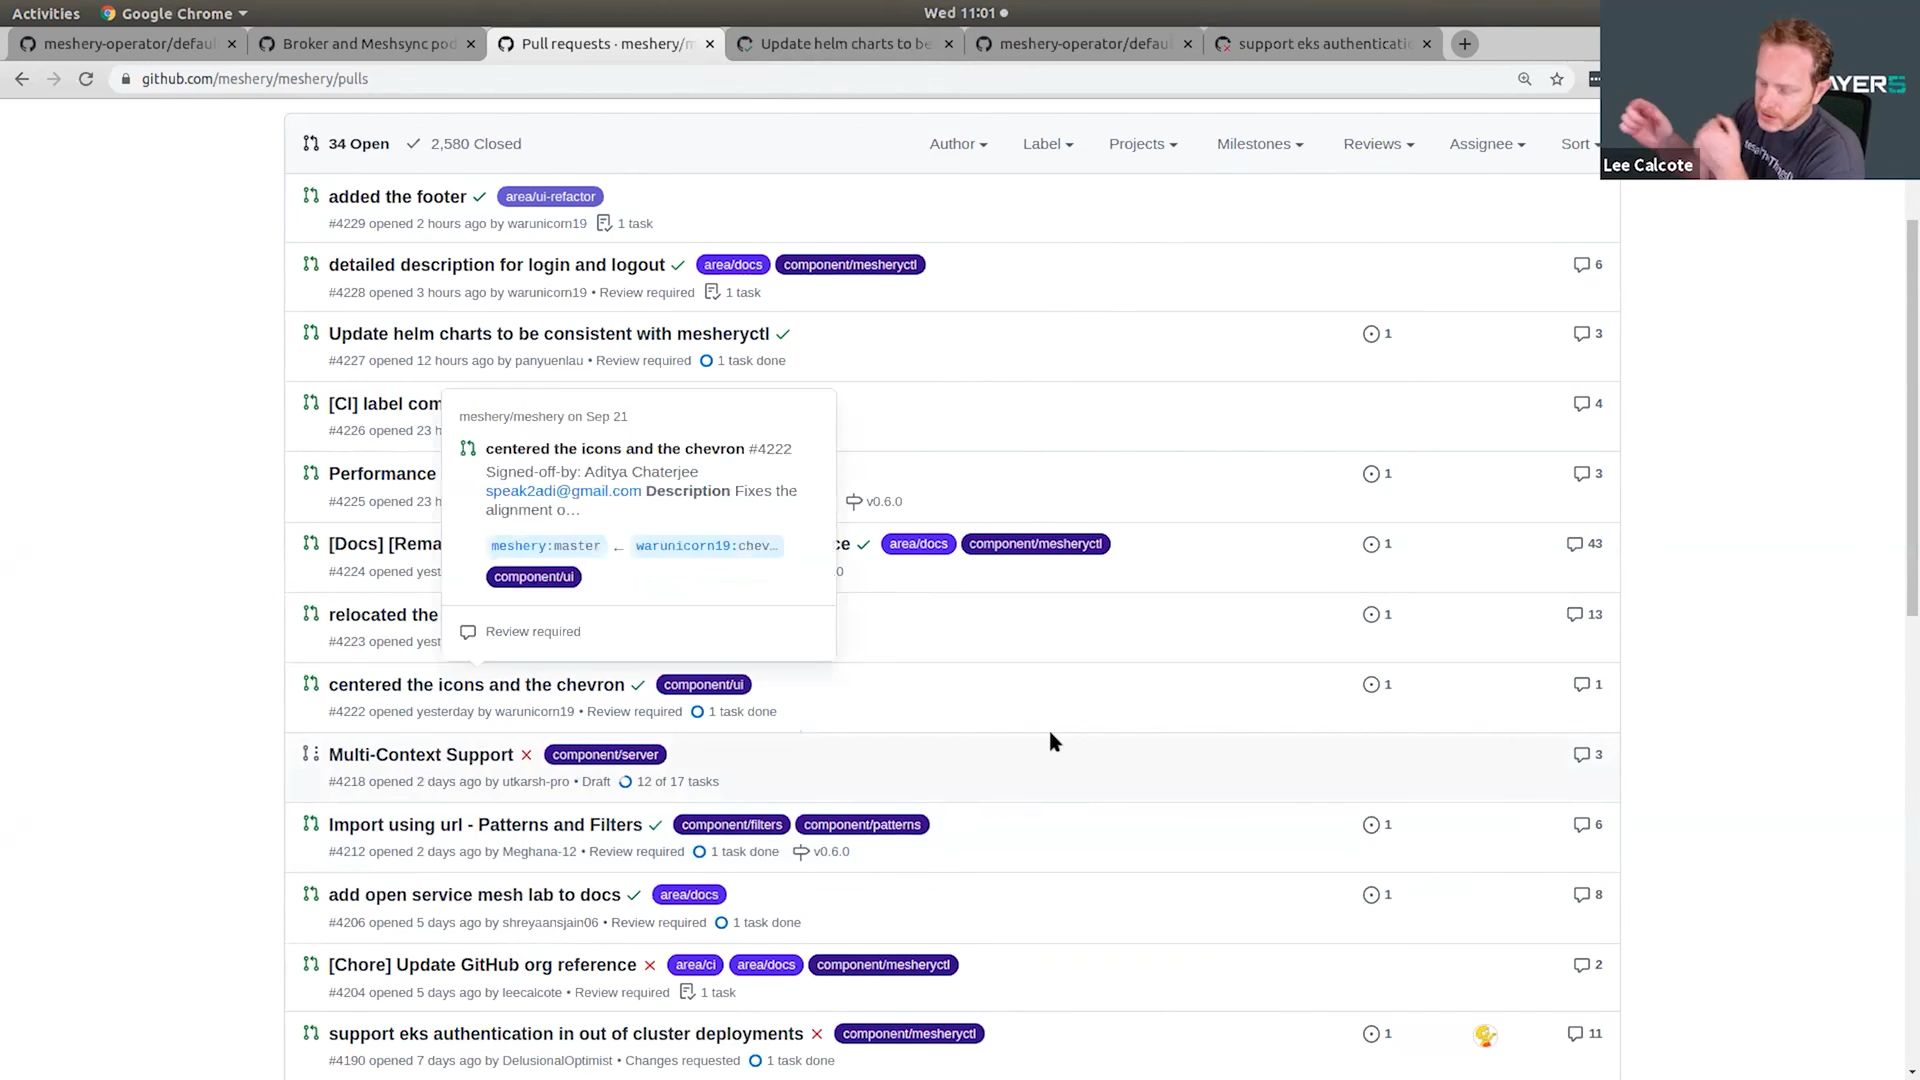 Activities
Google Chrome
Wed 11:01
meshery-operator/defau
Broker and Meshsync pod
Pull requests · meshery/m
Update helm charts to be
meshery-operator/defau
support eks authenticatio
github.com/meshery/meshery/pulls
AYER5
Lee Calcote
34 Open
2,580 Closed
Author
Label
Projects
Milestones
Reviews
Assignee
Sort
added the footer
area/ui-refactor
#4229 opened 2 hours ago by warunicorn19
1 task
detailed description for login and logout
area/docs
component/mesheryctl
6
#4228 opened 3 hours ago by warunicorn19 • Review required
1 task
Update helm charts to be consistent with mesheryctl
1
3
#4227 opened 12 hours ago by panyuenlau • Review required
1 task done
[CI] label com
4
#4226 opened 23 h
Performance
1
3
#4225 opened 23 h
v0.6.0
[Docs] [Rema
ce
area/docs
component/mesheryctl
1
43
#4224 opened yest
0
relocated the
1
13
#4223 opened yest
meshery/meshery on Sep 21
centered the icons and the chevron #4222
Signed-off-by: Aditya Chaterjee
speak2adi@gmail.com Description Fixes the
alignment o…
meshery:master ← warunicorn19:chev…
component/ui
Review required
centered the icons and the chevron
component/ui
1
1
#4222 opened yesterday by warunicorn19 • Review required
1 task done
Multi-Context Support
component/server
3
#4218 opened 2 days ago by utkarsh-pro • Draft
12 of 17 tasks
Import using url - Patterns and Filters
component/filters
component/patterns
1
6
#4212 opened 2 days ago by Meghana-12 • Review required
1 task done
v0.6.0
add open service mesh lab to docs
area/docs
1
8
#4206 opened 5 days ago by shreyaansjain06 • Review required
1 task done
[Chore] Update GitHub org reference
area/ci
area/docs
component/mesheryctl
2
#4204 opened 5 days ago by leecalcote • Review required
1 task
support eks authentication in out of cluster deployments
component/mesheryctl
1
11
#4190 opened 7 days ago by DelusionalOptimist • Changes requested
1 task done